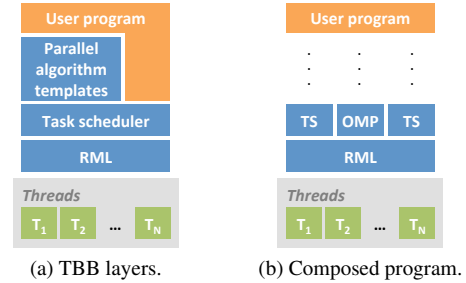 User program
Parallel
algorithm
templates
Task scheduler
RML
Threads
T1 T2 ... TN
(a) TBB layers.
User program
. . .
. . .
. . .
TS OMP TS
RML
Threads
T1 T2 ... TN
(b) Composed program.